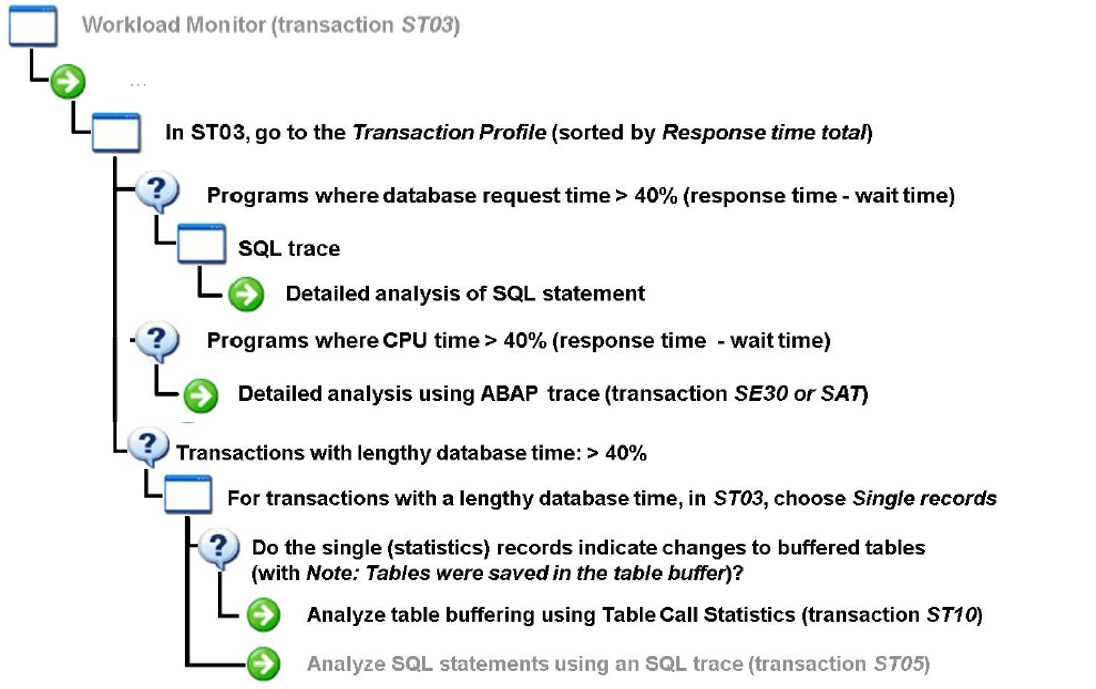 Workload Monitor (transaction ST03)
...
In ST03, go to the Transaction Profile (sorted by Response time total)
Programs where database request time > 40% (response time - wait time)
SQL trace
Detailed analysis of SQL statement
Programs where CPU time > 40% (response time - wait time)
Detailed analysis using ABAP trace (transaction SE30 or SAT)
Transactions with lengthy database time: > 40%
For transactions with a lengthy database time, in ST03, choose Single records
Do the single (statistics) records indicate changes to buffered tables
(with Note: Tables were saved in the table buffer)?
Analyze table buffering using Table Call Statistics (transaction ST10)
Analyze SQL statements using an SQL trace (transaction ST05)